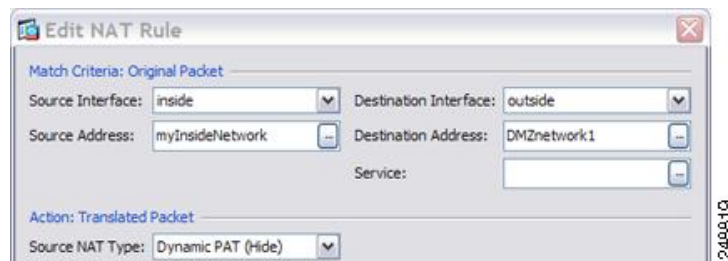 Edit NAT Rule
Match Criteria: Original Packet
Source Interface: inside Destination Interface: outside
Source Address: myInsideNetwork ... Destination Address: DMZnetwork1 ...
Service: ...
Action: Translated Packet
Source NAT Type: Dynamic PAT (Hide)
248819